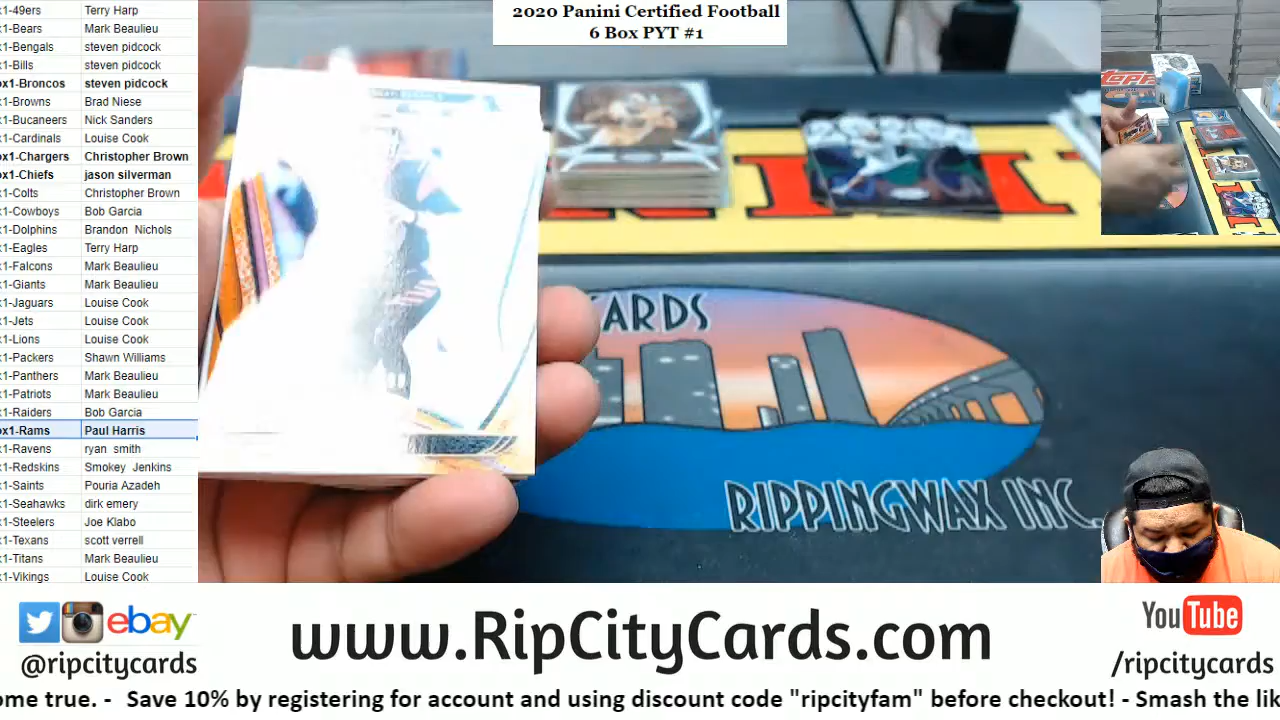 2020 Panini Certified Football
6 Box PYT #1
x1-49ers Terry Harp
x1-Bears Mark Beaulieu
x1-Bengals steven pidcock
x1-Bills steven pidcock
ox1-Broncos steven pidcock
x1-Browns Brad Niese
x1-Bucaneers Nick Sanders
x1-Cardinals Louise Cook
ox1-Chargers Christopher Brown
ox1-Chiefs jason silverman
x1-Colts Christopher Brown
x1-Cowboys Bob Garcia
x1-Dolphins Brandon Nichols
x1-Eagles Terry Harp
x1-Falcons Mark Beaulieu
x1-Giants Mark Beaulieu
x1-Jaguars Louise Cook
x1-Jets Louise Cook
x1-Lions Louise Cook
x1-Packers Shawn Williams
x1-Panthers Mark Beaulieu
x1-Patriots Mark Beaulieu
x1-Raiders Bob Garcia
ox1-Rams Paul Harris
x1-Ravens ryan smith
x1-Redskins Smokey Jenkins
x1-Saints Pouria Azadeh
x1-Seahawks dirk emery
x1-Steelers Joe Klabo
x1-Texans scott verrell
x1-Titans Mark Beaulieu
x1-Vikings Louise Cook
CARDS
RIPPINGWAX INC.
TOPPS
ebay
@ripcitycards
www.RipCityCards.com
YouTube
/ripcitycards
ome true. - Save 10% by registering for account and using discount code "ripcityfam" before checkout! - Smash the lik